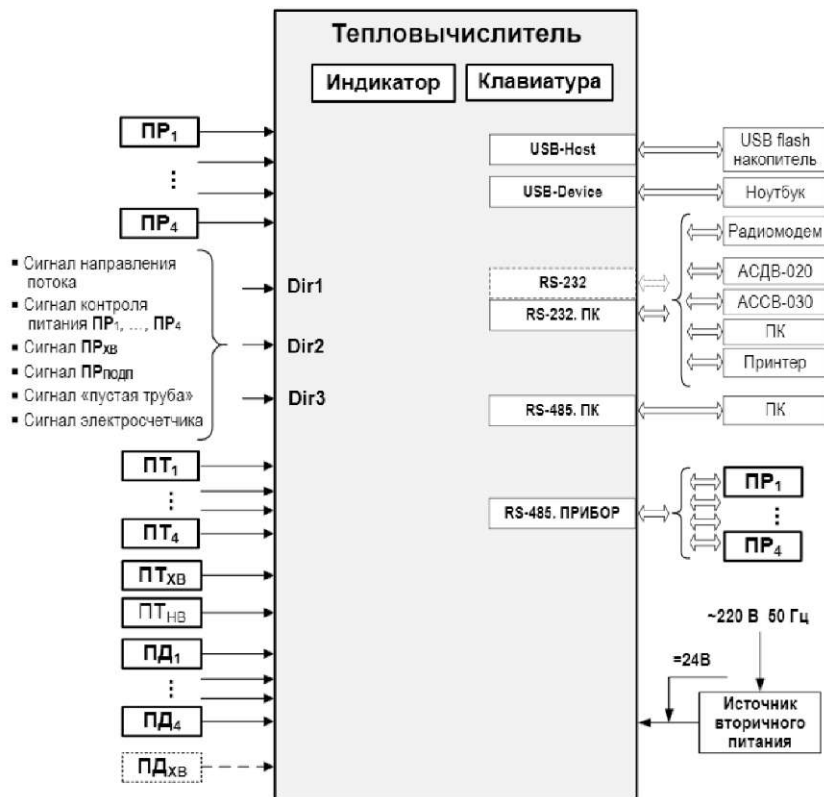 Тепловычислитель
Индикатор
Клавиатура
ПР1
ПР4
▪ Сигнал направления
потока
▪ Сигнал контроля
питания ПР1, ..., ПР4
▪ Сигнал ПРХВ
▪ Сигнал ПРПОДП
▪ Сигнал «пустая труба»
▪ Сигнал электросчетчика
Dir1
Dir2
Dir3
ПТ1
ПТ4
ПТХВ
ПТНВ
ПД1
ПД4
ПДХВ
USB-Host
USB-Device
RS-232
RS-232. ПК
RS-485. ПК
RS-485. ПРИБОР
USB flash
накопитель
Ноутбук
Радиомодем
АСДВ-020
АССВ-030
ПК
Принтер
ПК
ПР1
ПР4
~220 В 50 Гц
=24В
Источник
вторичного
питания